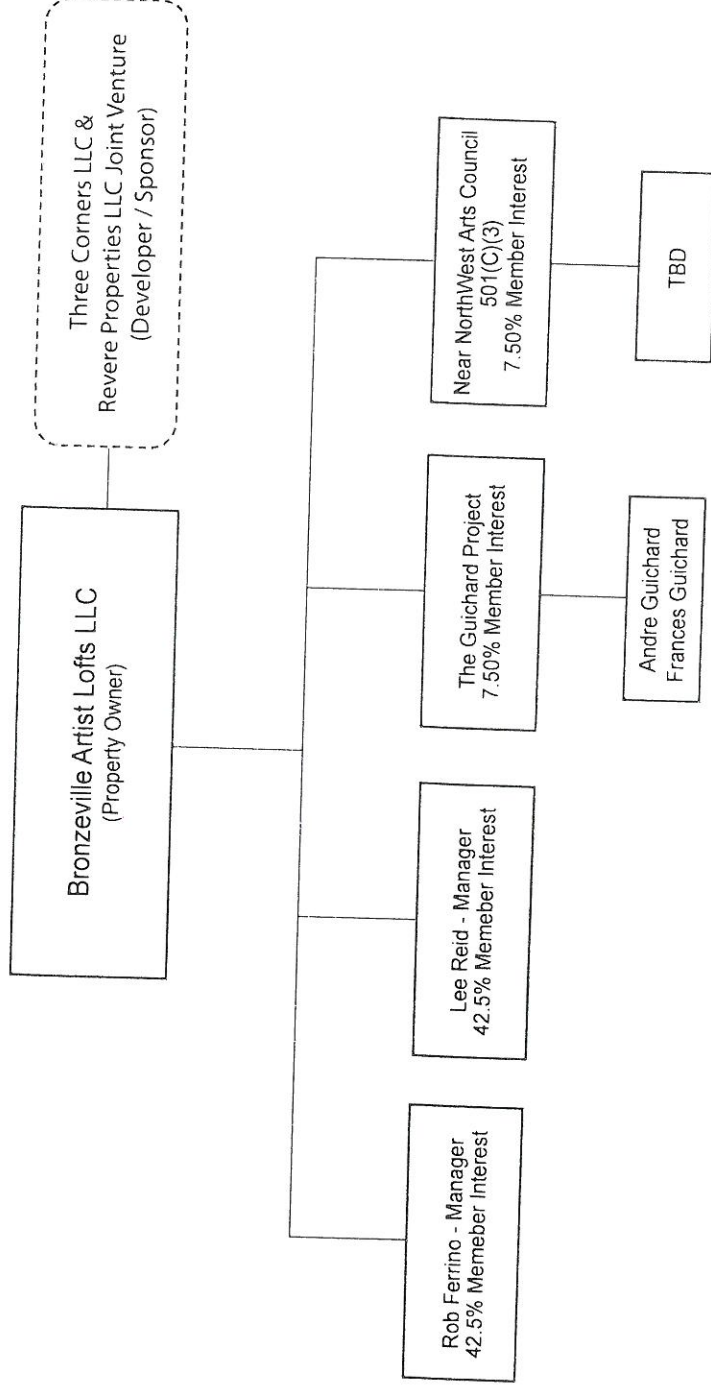 Three Corners LLC &
Revere Properties LLC Joint Venture
(Developer / Sponsor)
Bronzeville Artist Lofts LLC
(Property Owner)
Rob Ferrino - Manager
42.5% Memeber Interest
Lee Reid - Manager
42.5% Memeber Interest
The Guichard Project
7.50% Member Interest
Near NorthWest Arts Council
501(C)(3)
7.50% Member Interest
Andre Guichard
Frances Guichard
TBD